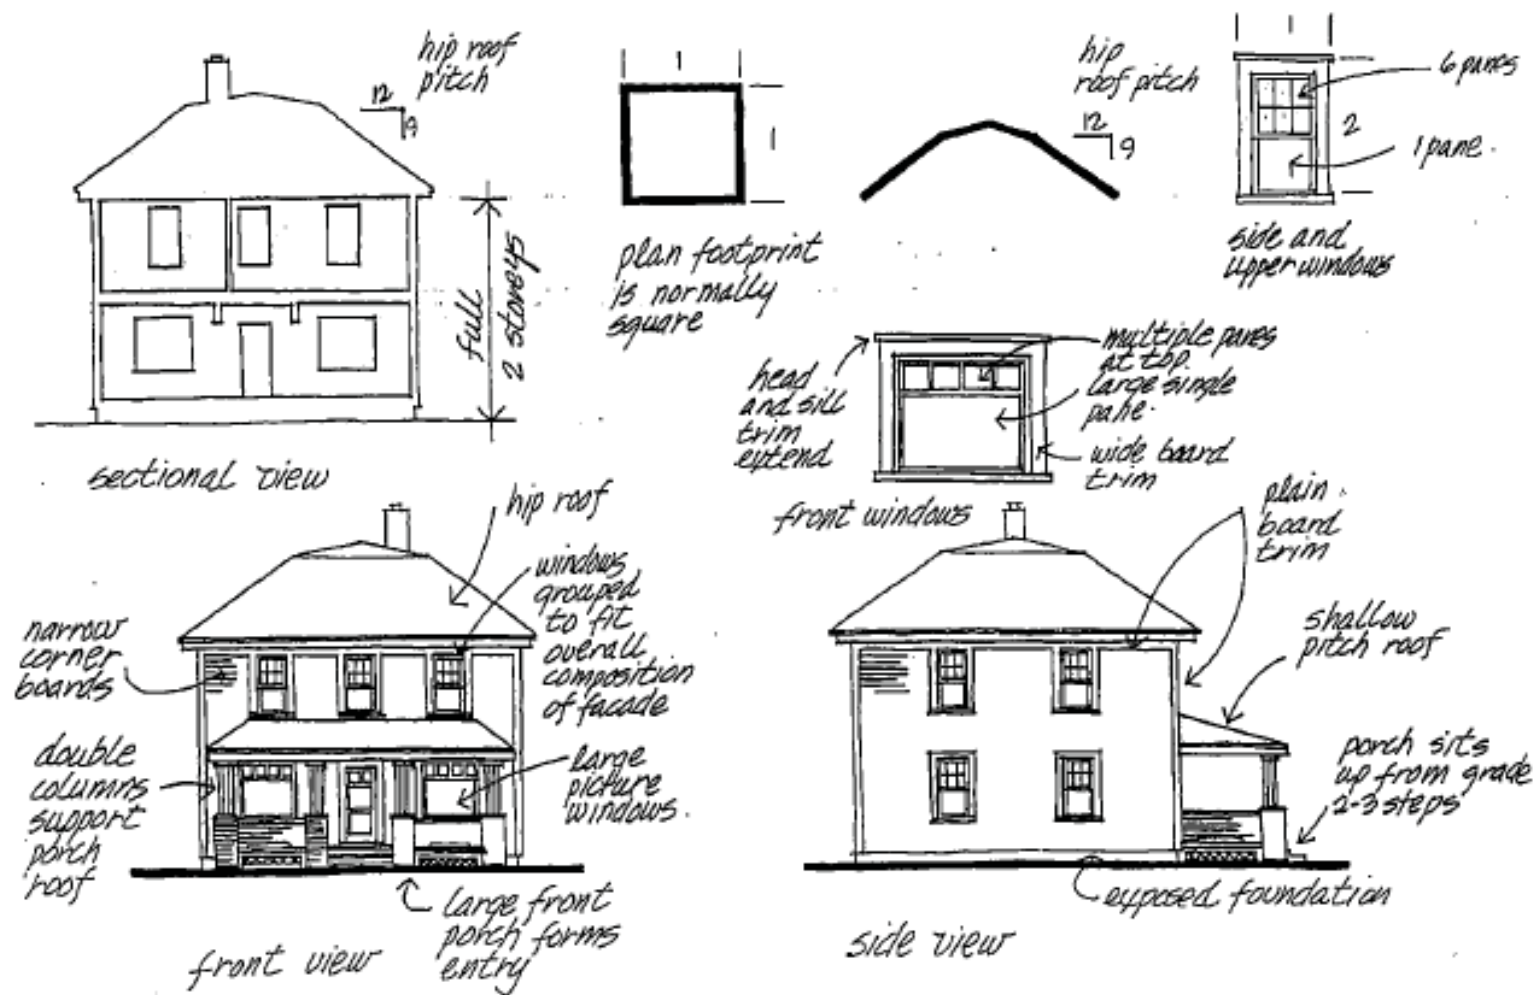 hip roof
pitch
12
9
full
2 storeys
sectional view
1
1
plan footprint
is normally
square
hip
roof pitch
12
9
1
2
6 panes
1 pane.
side and
upper windows
head
and sill
trim
extend
multiple panes
at top.
large single
pane.
wide board
trim
front windows
hip roof
windows
grouped
to fit
overall
composition
of facade
narrow
corner
boards
double
columns
support
porch
roof
large
picture
windows.
large front
porch forms
entry
front view
plain
board
trim
shallow
pitch roof
porch sits
up from grade
2-3 steps
exposed foundation
side view